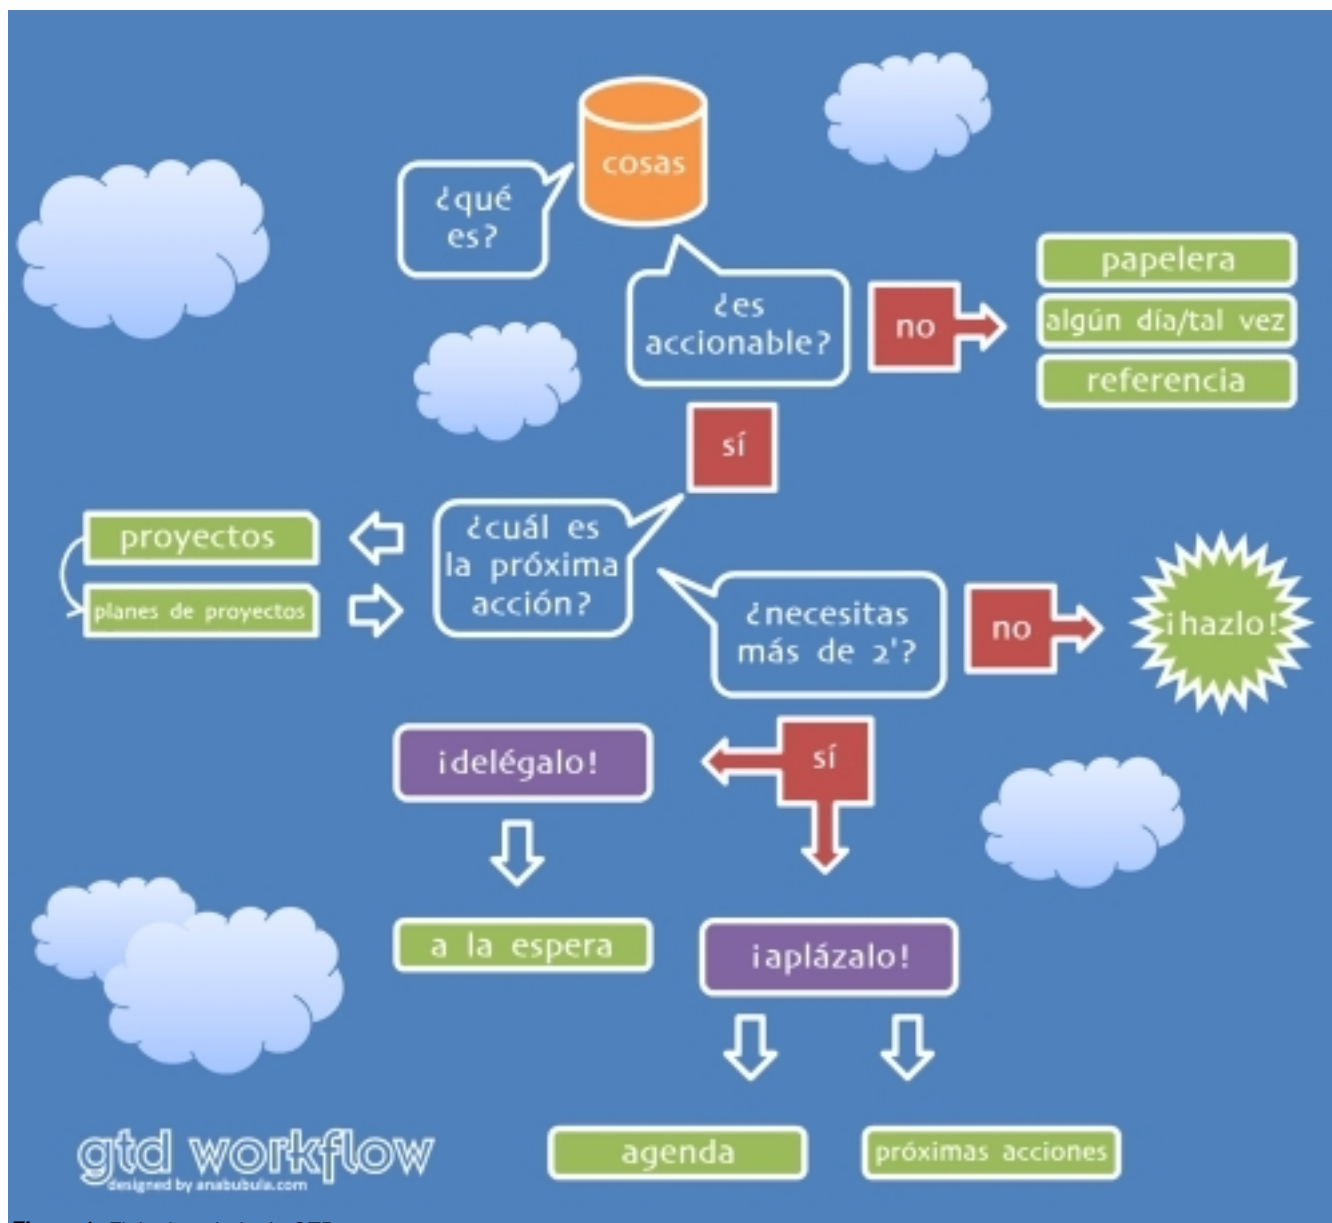 cosas
¿qué
es?
¿es
accionable?
no
papelera
algún día/tal vez
referencia
sí
proyectos
planes de proyectos
¿cuál es
la próxima
acción?
¿necesitas
más de 2'?
no
¡hazlo!
sí
¡delégalo!
a la espera
¡aplázalo!
agenda
próximas acciones
gtd workflow
designed by anabubula.com